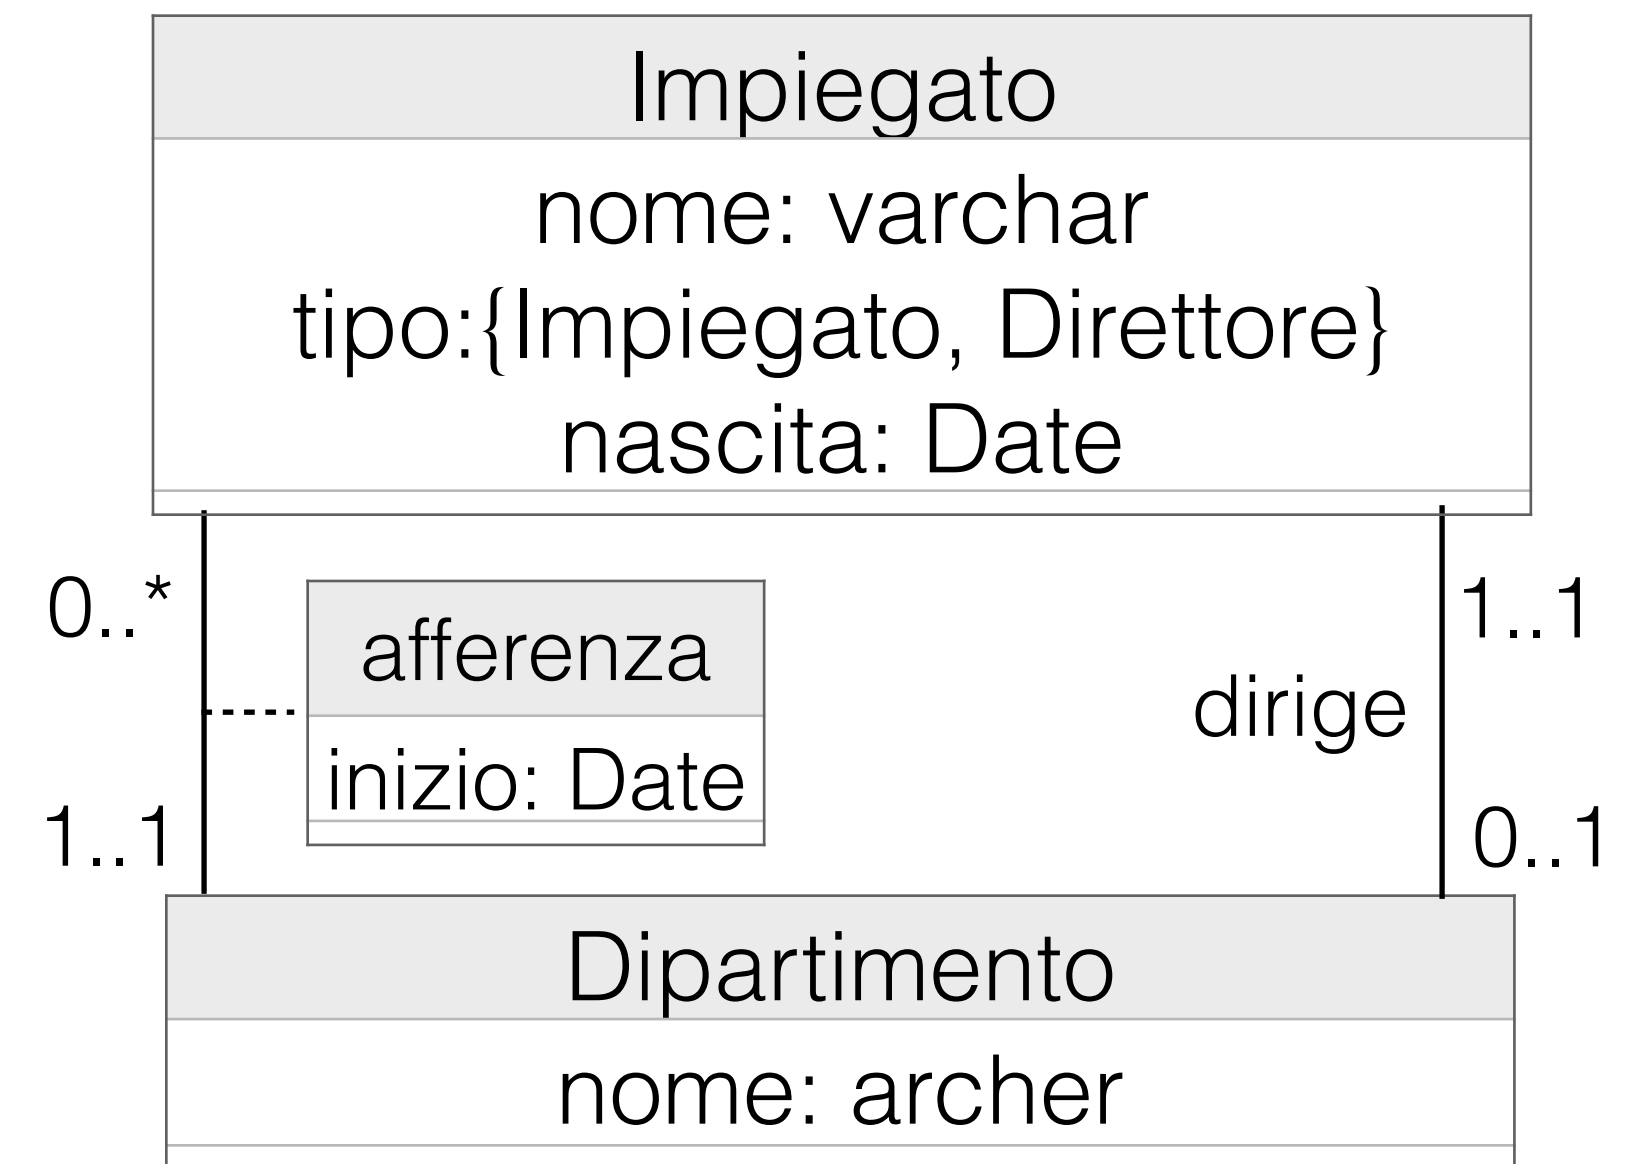 Impiegato
nome: varchar
tipo:{Impiegato, Direttore}
nascita: Date
0..*
1..1
afferenza
dirige
inizio: Date
1..1
0..1
Dipartimento
nome: archer